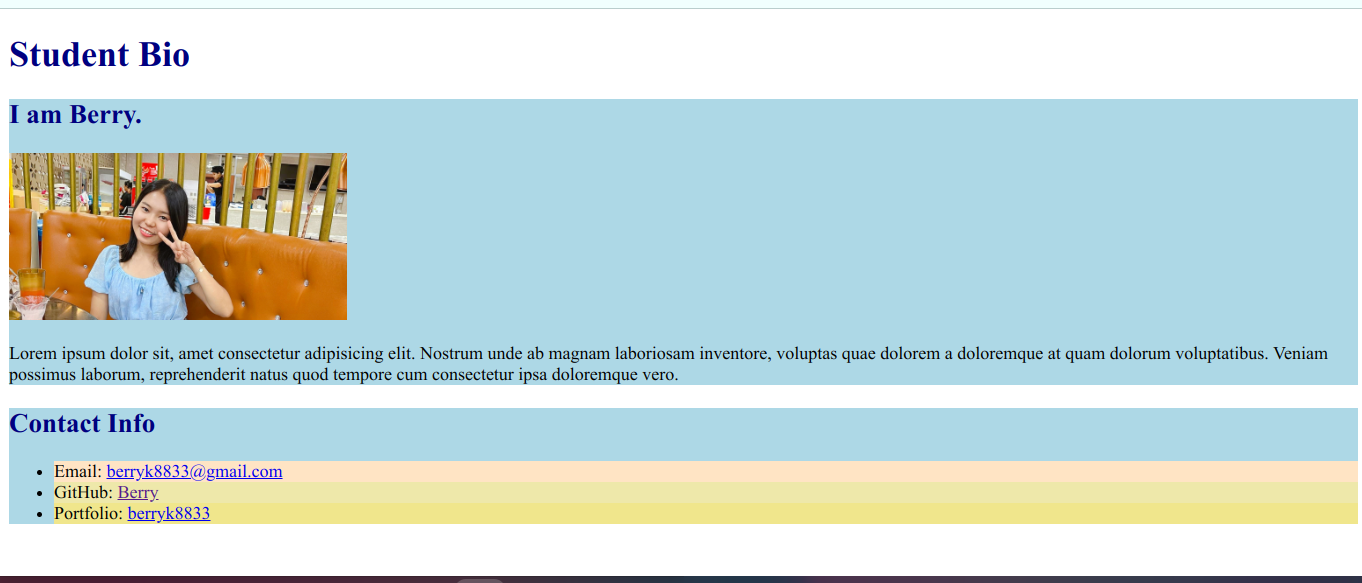 Student Bio
I am Berry.
Lorem ipsum dolor sit, amet consectetur adipisicing elit. Nostrum unde ab magnam laboriosam inventore, voluptas quae dolorem a doloremque at quam dolorum voluptatibus. Veniam
possimus laborum, reprehenderit natus quod tempore cum consectetur ipsa doloremque vero.
Contact Info
• Email: berryk8833@gmail.com
• GitHub: Berry
• Portfolio: berryk8833